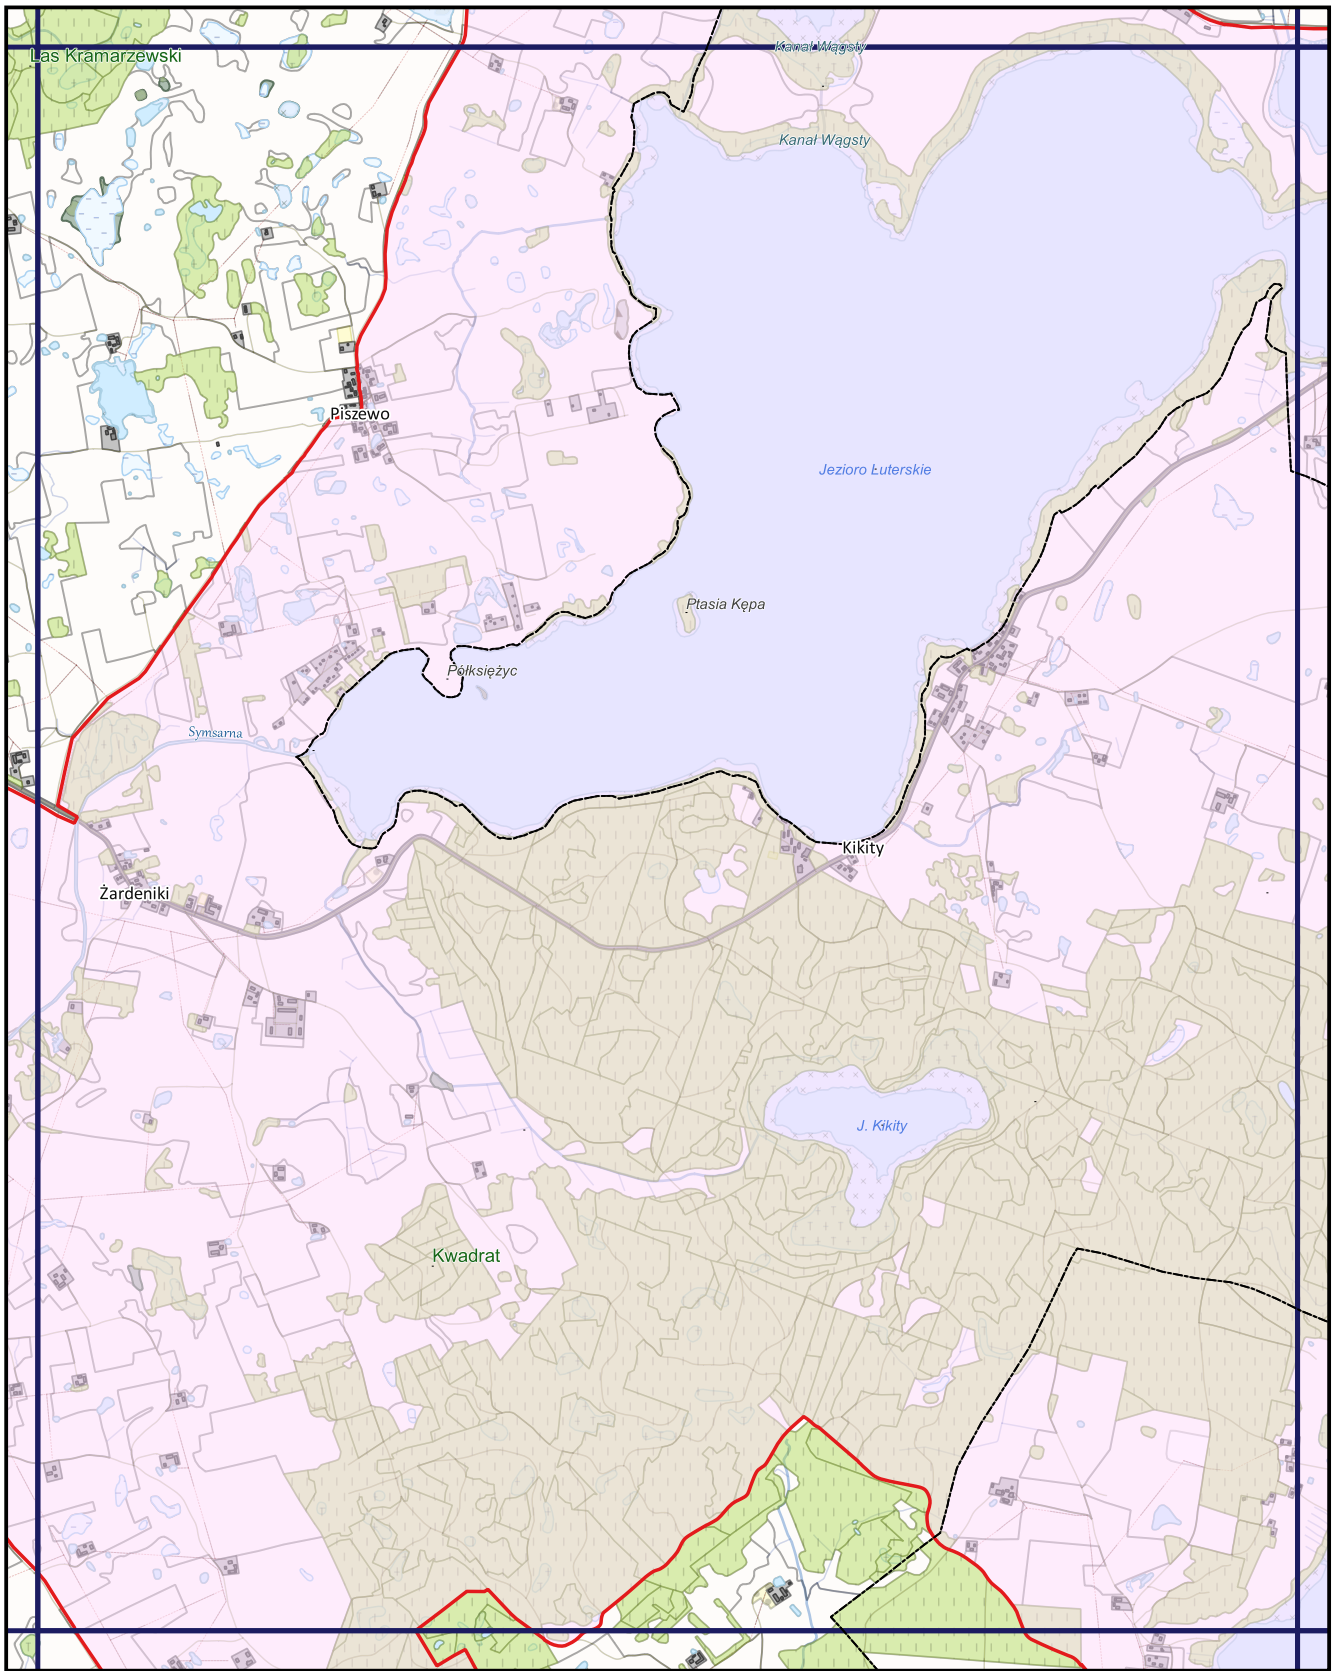 Kanał Wągsty
Las Kramarzewski
Kanał Wągsty
Piszewo
Jezioro Łuterskie
Ptasia Kępa
Półksiężyc
Symsarna
Kikity
Żardeniki
J. Kikity
Kwadrat